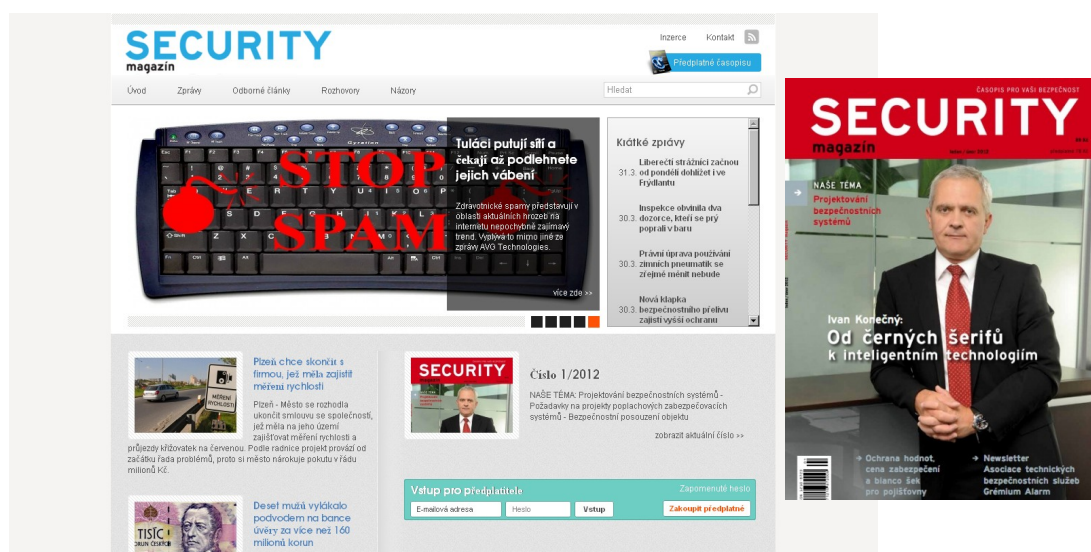 SECURITY
magazín
Inzerce Kontakt
Předplatné časopisu
Úvod Zprávy Odborné články Rozhovory Názory
Hledat
STOP
SPAM
Tuláci putují sítí a
čekají až podlehnete
jejich vábení
Zdravotnické spamy představují v
oblasti aktuálních hrozeb na
internetu nepochybně zajímavý
trend. Vyplývá to mimo jiné ze
zprávy AVG Technologies.
více zde >>
Krátké zprávy
Liberečtí strážníci začnou
31.3. od pondělí dohlížet i ve
Frýdlantu
Inspekce obvinila dva
30.3. dozorce, kteří se prý
poprali v baru
Právní úprava používání
30.3. zimních pneumatik se
zřejmě měnit nebude
Nová klapka
30.3. bezpečnostního přelivu
zajistí vyšší ochranu
Plzeň chce skončit s
firmou, jež měla zajistit
měření rychlosti
Plzeň - Město se rozhodla
ukončit smlouvu se společností,
jež měla na jeho území
zajišťovat měření rychlosti a
průjezdy křižovatek na červenou. Podle radnice projekt provází od
začátku řada problémů, proto si město nárokuje pokutu v řádu
milionů Kč.
MĚŘENÍ
RYCHLOSTI
Deset mužů vylákalo
podvodem na bance
úvěry za více než 160
milionů korun
TISÍC
KORUN ČESKÝCH
SECURITY
magazín
Číslo 1/2012
NAŠE TÉMA: Projektování bezpečnostních systémů -
Požadavky na projekty poplachových zabezpečovacích
systémů - Bezpečnostní posouzení objektu
zobrazit aktuální číslo >>
Vstup pro předplatitele Zapomenuté heslo
E-mailová adresa Heslo Vstup Zakoupit předplatné
ČASOPIS PRO VAŠI BEZPEČNOST
SECURITY
magazín
leden / únor 2012
NAŠE TÉMA
Projektování
bezpečnostních
systémů
Ivan Konečný:
Od černých šerifů
k inteligentním technologiím
Ochrana hodnot,
cena zabezpečení
a bianco šek
pro pojišťovny
Newsletter
Asociace technických
bezpečnostních služeb
Grémium Alarm